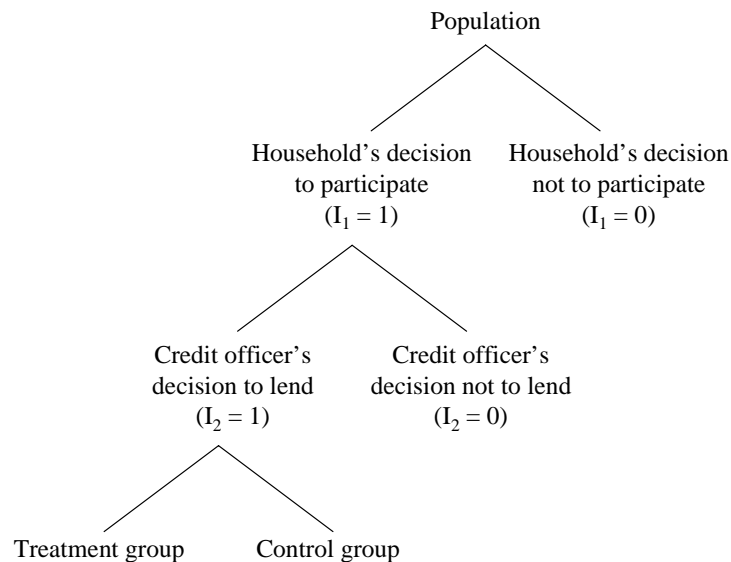 Population
Household’s decision
to participate
(I₁ = 1)
Household’s decision
not to participate
(I₁ = 0)
Credit officer’s
decision to lend
(I₂ = 1)
Credit officer’s
decision not to lend
(I₂ = 0)
Treatment group
Control group